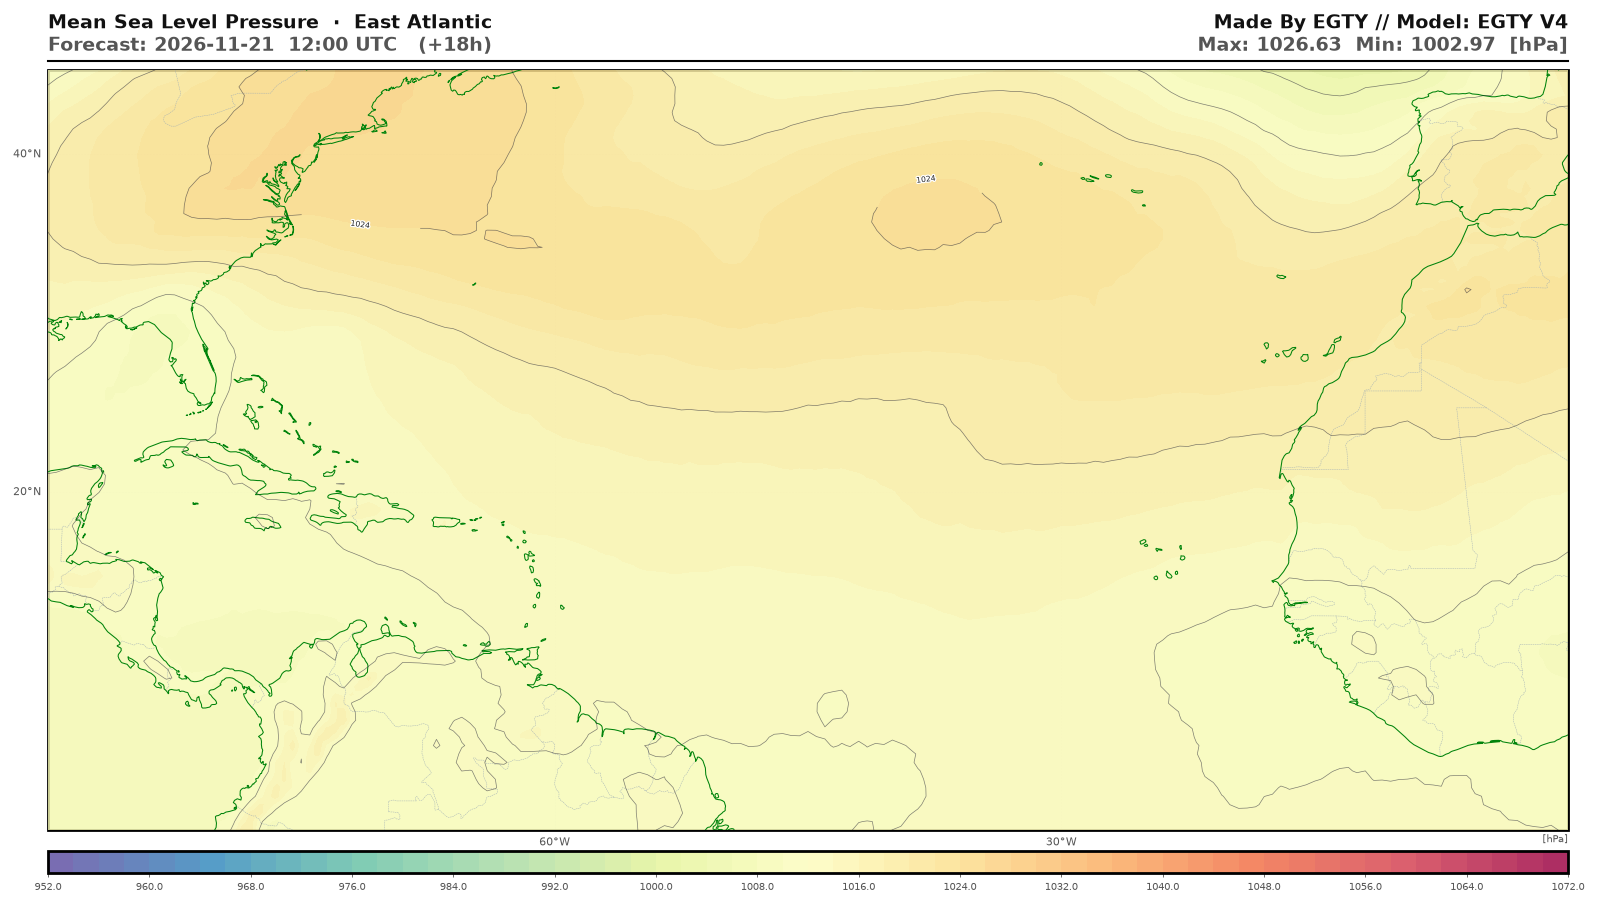 Mean Sea Level Pressure · East Atlantic
Made By EGTY // Model: EGTY V4
Forecast: 2026-11-21 12:00 UTC (+18h)
Max: 1026.63 Min: 1002.97 [hPa]
40°N
1024
1024
20°N
60°W
30°W
[hPa]
952.0 960.0 968.0 976.0 984.0 992.0 1000.0 1008.0 1016.0 1024.0 1032.0 1040.0 1048.0 1056.0 1064.0 1072.0